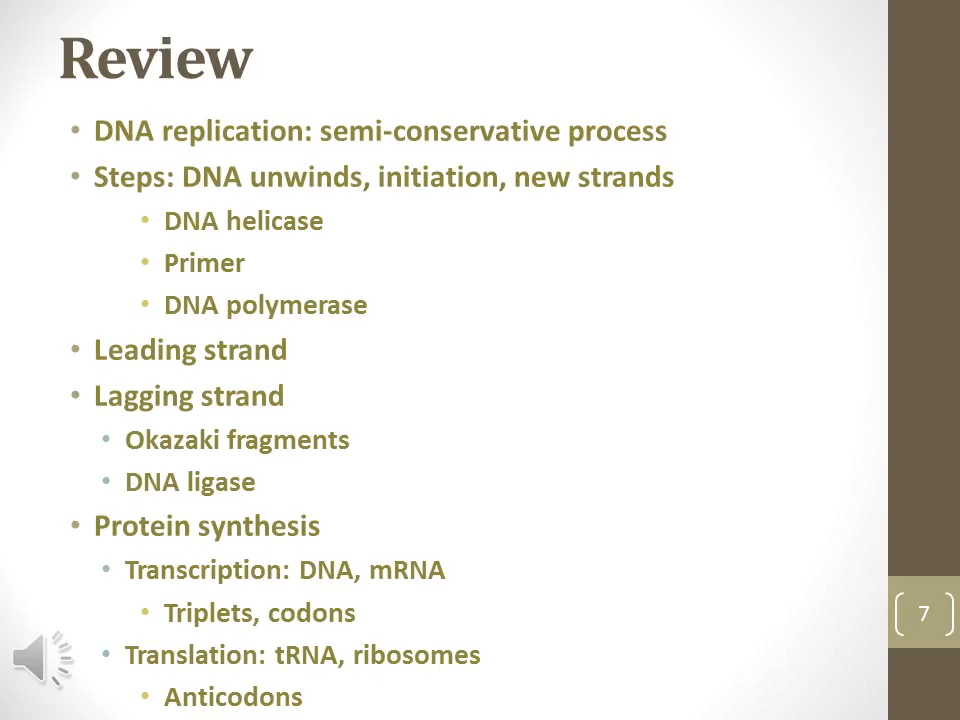 Review
• DNA replication: semi-conservative process
• Steps: DNA unwinds, initiation, new strands
• DNA helicase
• Primer
• DNA polymerase
• Leading strand
• Lagging strand
• Okazaki fragments
• DNA ligase
• Protein synthesis
• Transcription: DNA, mRNA
• Triplets, codons
• Translation: tRNA, ribosomes
• Anticodons
7